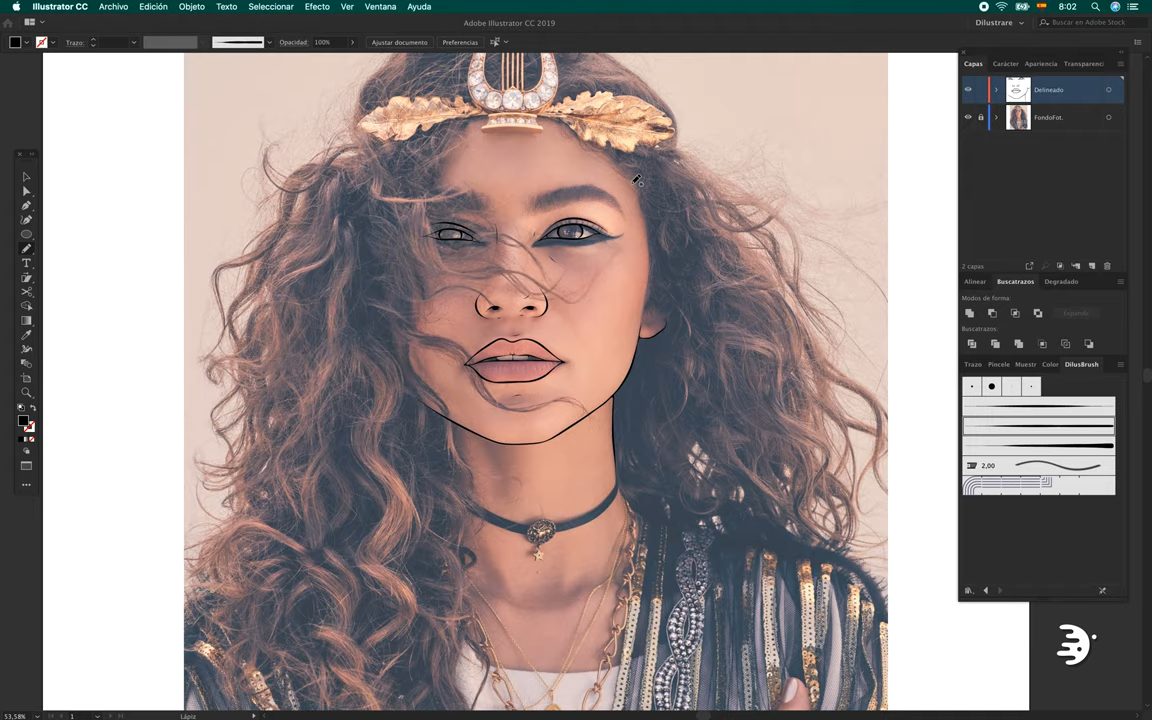 Illustrator CC Archivo Edición Objeto Texto Seleccionar Efecto Ver Ventana Ayuda 8:02
Adobe Illustrator CC 2019 Dilustrare Buscar en Adobe Stock
Trazo: Opacidad: 100% Ajustar documento Preferencias
Capas Carácter Apariencia Transparenci
Delineado
FondoFot.
2 capas
Alinear Buscatrazos Degradado
Modos de forma:
Expandir
Buscatrazos:
Trazo Pincele Muestr Color DilusBrush
2,00
53,58% 1 Lápiz